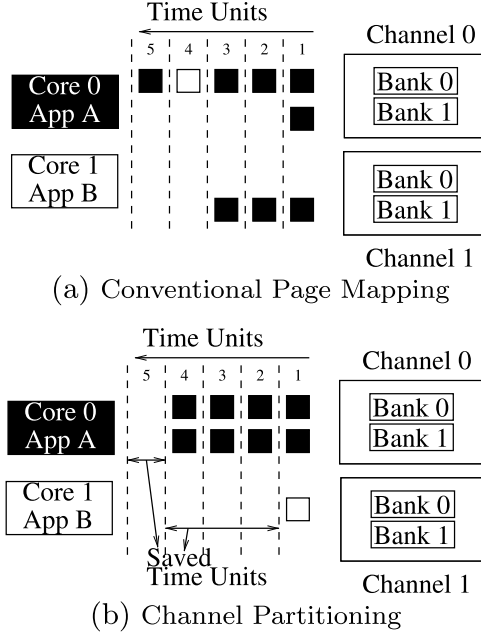 Time Units
5 4 3 2 1
Channel 0
Core 0
App A
Bank 0
Bank 1
Core 1
App B
Bank 0
Bank 1
Channel 1
(a) Conventional Page Mapping
Time Units
5 4 3 2 1
Channel 0
Core 0
App A
Bank 0
Bank 1
Core 1
App B
Bank 0
Bank 1
Saved
Time Units
Channel 1
(b) Channel Partitioning